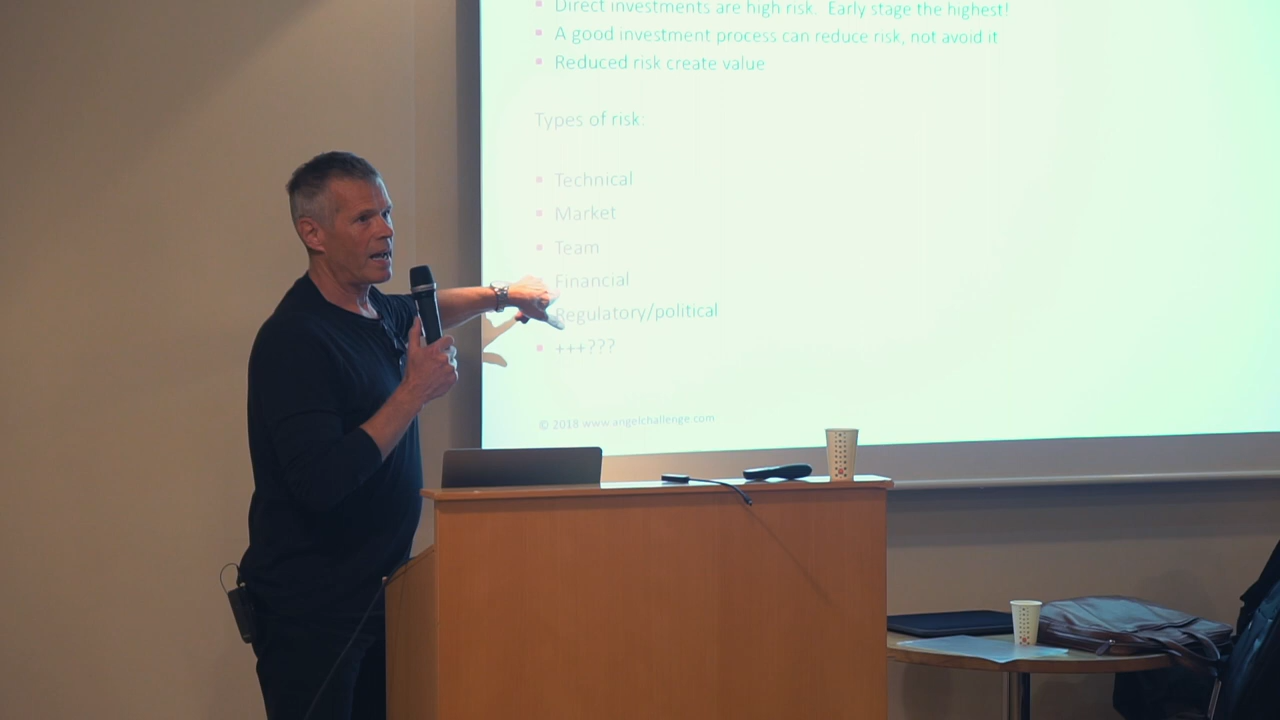 Direct investments are high risk. Early stage the highest!
A good investment process can reduce risk, not avoid it
Reduced risk create value
Types of risk:
Technical
Market
Team
Financial
Regulatory/political
+++???
© 2018 www.angelchallenge.com